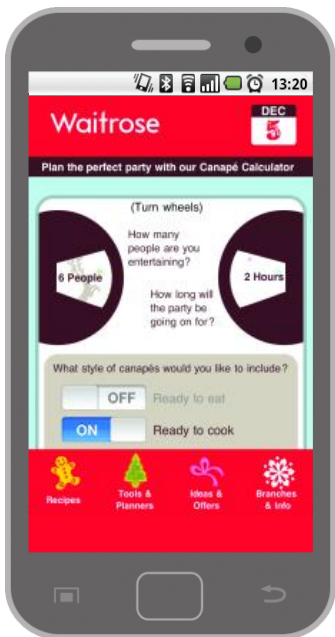 13:20
Waitrose
DEC
5
Plan the perfect party with our Canapé Calculator
(Turn wheels)
How many
people are you
entertaining?
6 People
2 Hours
How long will
the party be
going on for?
What style of canapés would you like to include?
OFF Ready to eat
ON Ready to cook
Recipes
Tools &
Planners
Ideas &
Offers
Branches
& Info